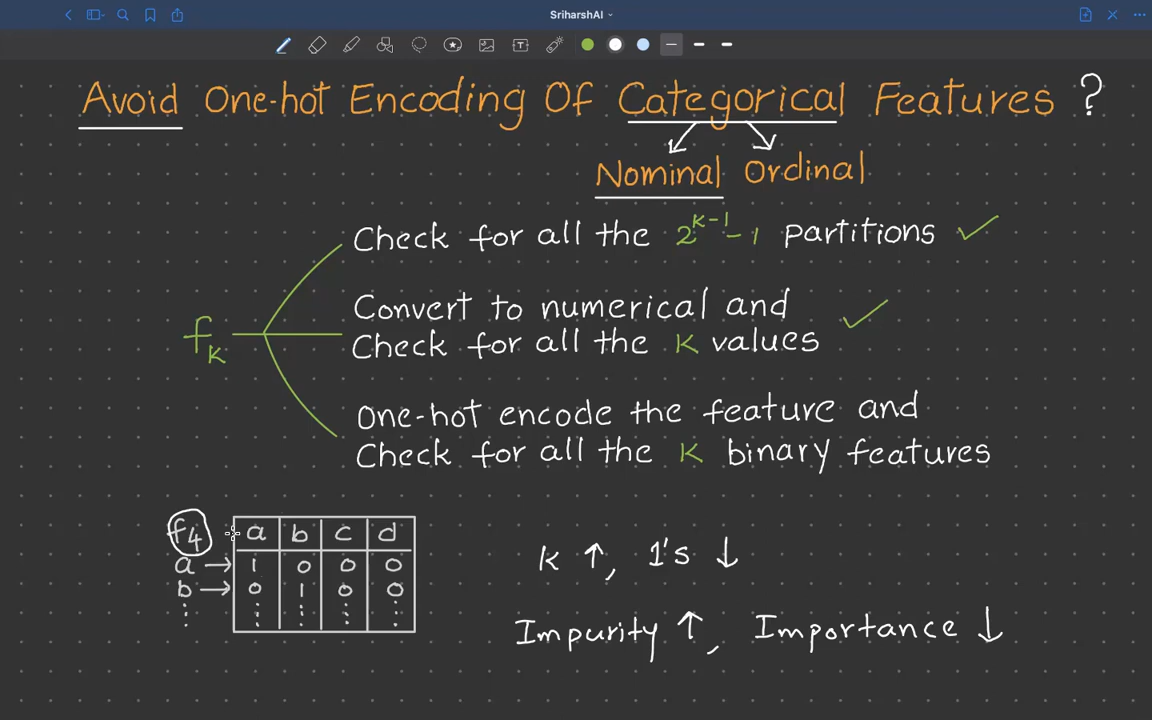 SriharshAI
Avoid One-hot Encoding Of Categorical Features ?
Nominal Ordinal
Check for all the 2^(K-1) - 1 partitions ✓
Convert to numerical and
Check for all the K values ✓
f_K
One-hot encode the feature and
Check for all the K binary features
f4 a b c d
a → 1 0 0 0
b → 0 1 0 0
⋮ ⋮ ⋮ ⋮ ⋮
K ↑, 1's ↓
Impurity ↑, Importance ↓